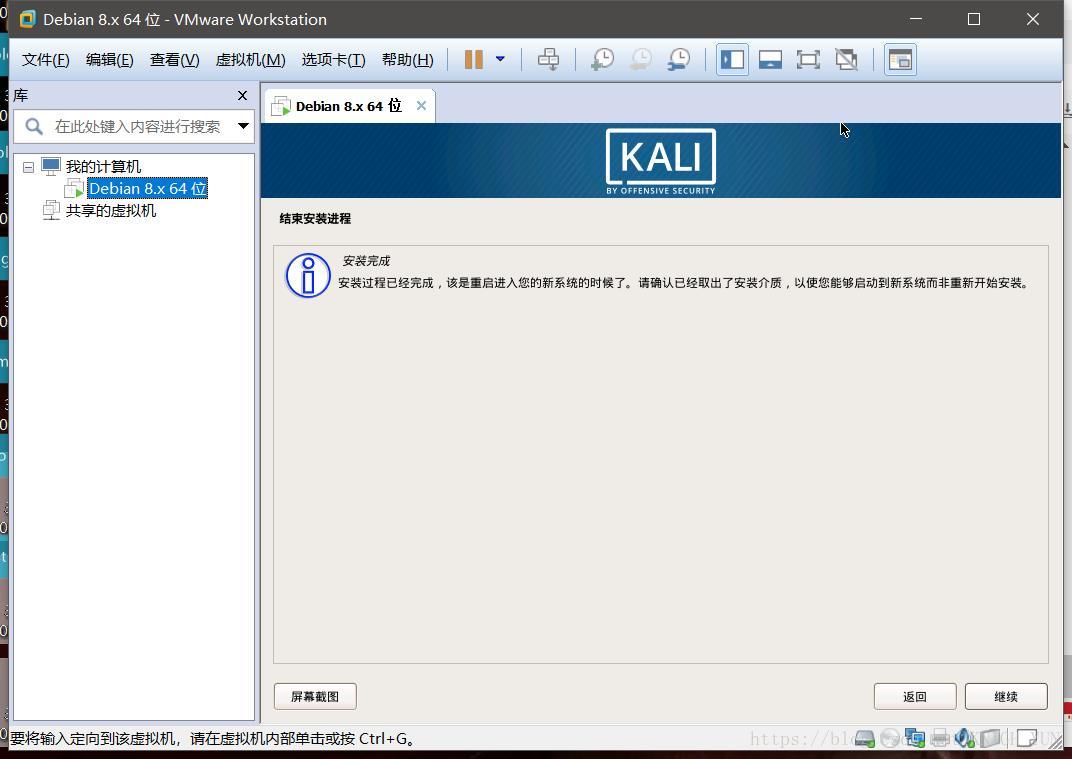 Debian 8.x 64 位 - VMware Workstation
文件(F) 编辑(E) 查看(V) 虚拟机(M) 选项卡(T) 帮助(H)
库
在此处键入内容进行搜索
我的计算机
Debian 8.x 64 位
共享的虚拟机
Debian 8.x 64 位
KALI
BY OFFENSIVE SECURITY
结束安装进程
安装完成
安装过程已经完成，该是重启进入您的新系统的时候了。请确认已经取出了安装介质，以使您能够启动到新系统而非重新开始安装。
屏幕截图 返回 继续
要将输入定向到该虚拟机，请在虚拟机内部单击或按 Ctrl+G。